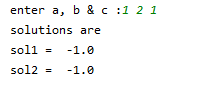 enter a, b & c :1 2 1
solutions are
sol1 =  -1.0
sol2 =  -1.0